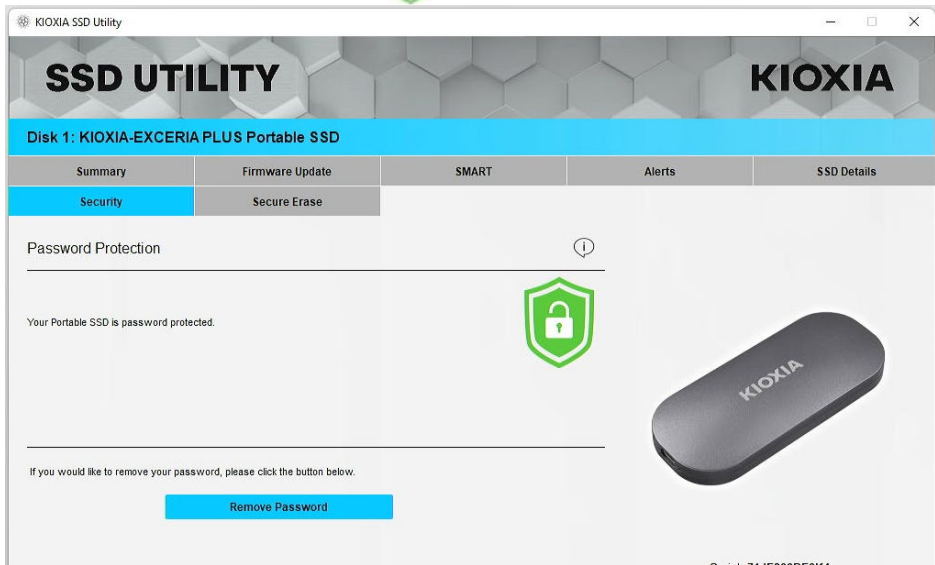 KIOXIA SSD Utility
SSD UTILITY KIOXIA
Disk 1: KIOXIA-EXCERIA PLUS Portable SSD
Summary Firmware Update SMART Alerts SSD Details
Security Secure Erase
Password Protection
Your Portable SSD is password protected.
KIOXIA
If you would like to remove your password, please click the button below.
Remove Password